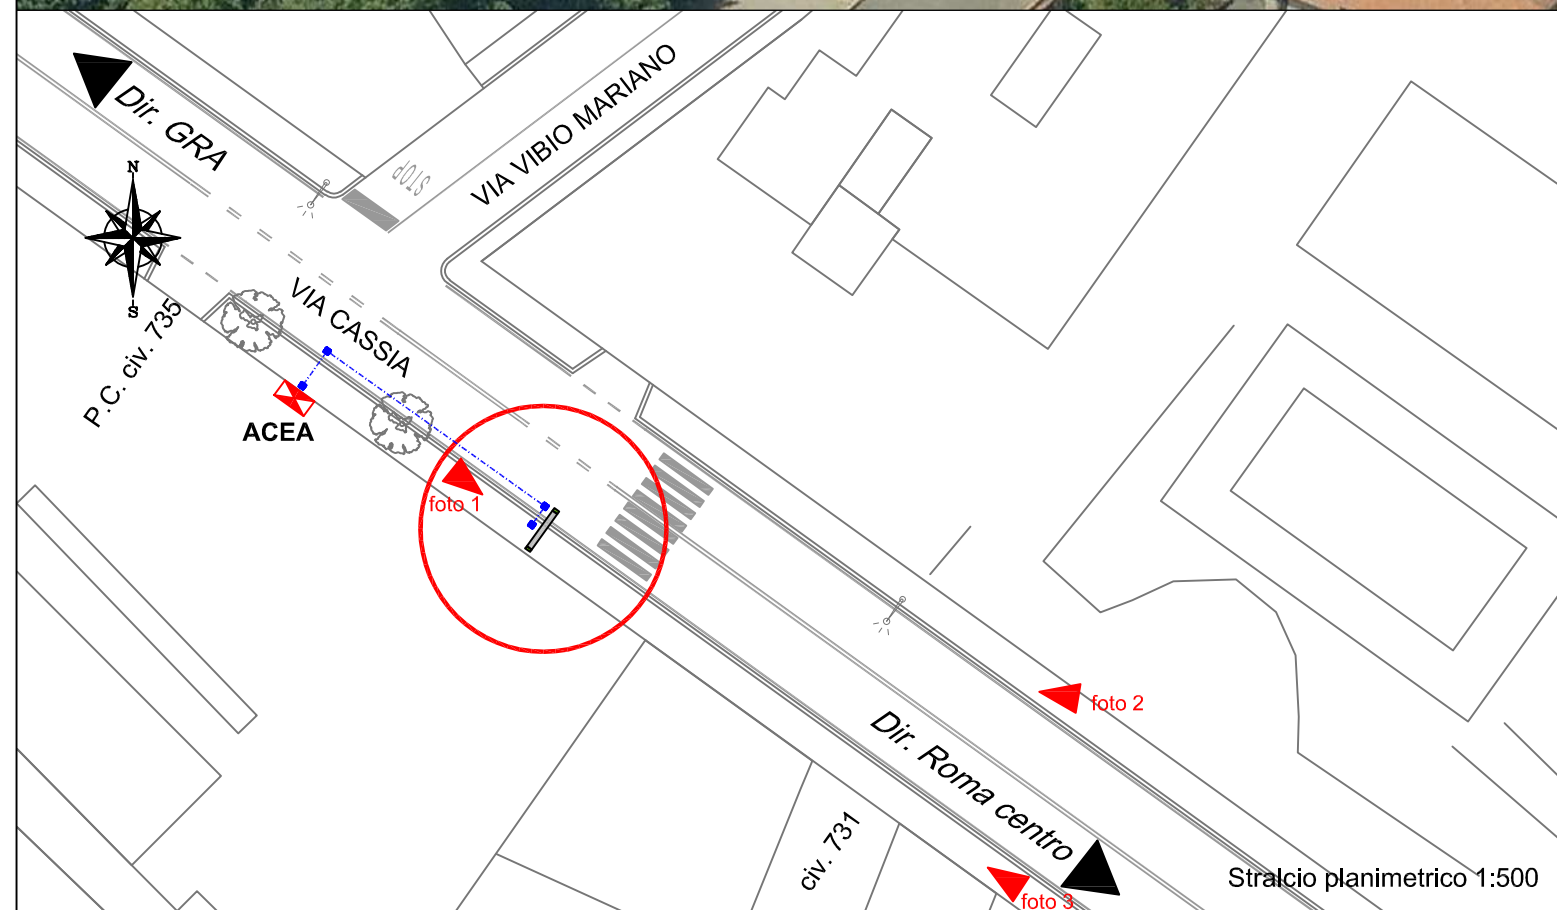 Dir. GRA
VIA VIBIO MARIANO
STOP
N
S
VIA CASSIA
P.C. civ. 735
ACEA
foto 1
foto 2
Dir. Roma centro
civ. 731
Stralcio planimetrico 1:500
foto 3